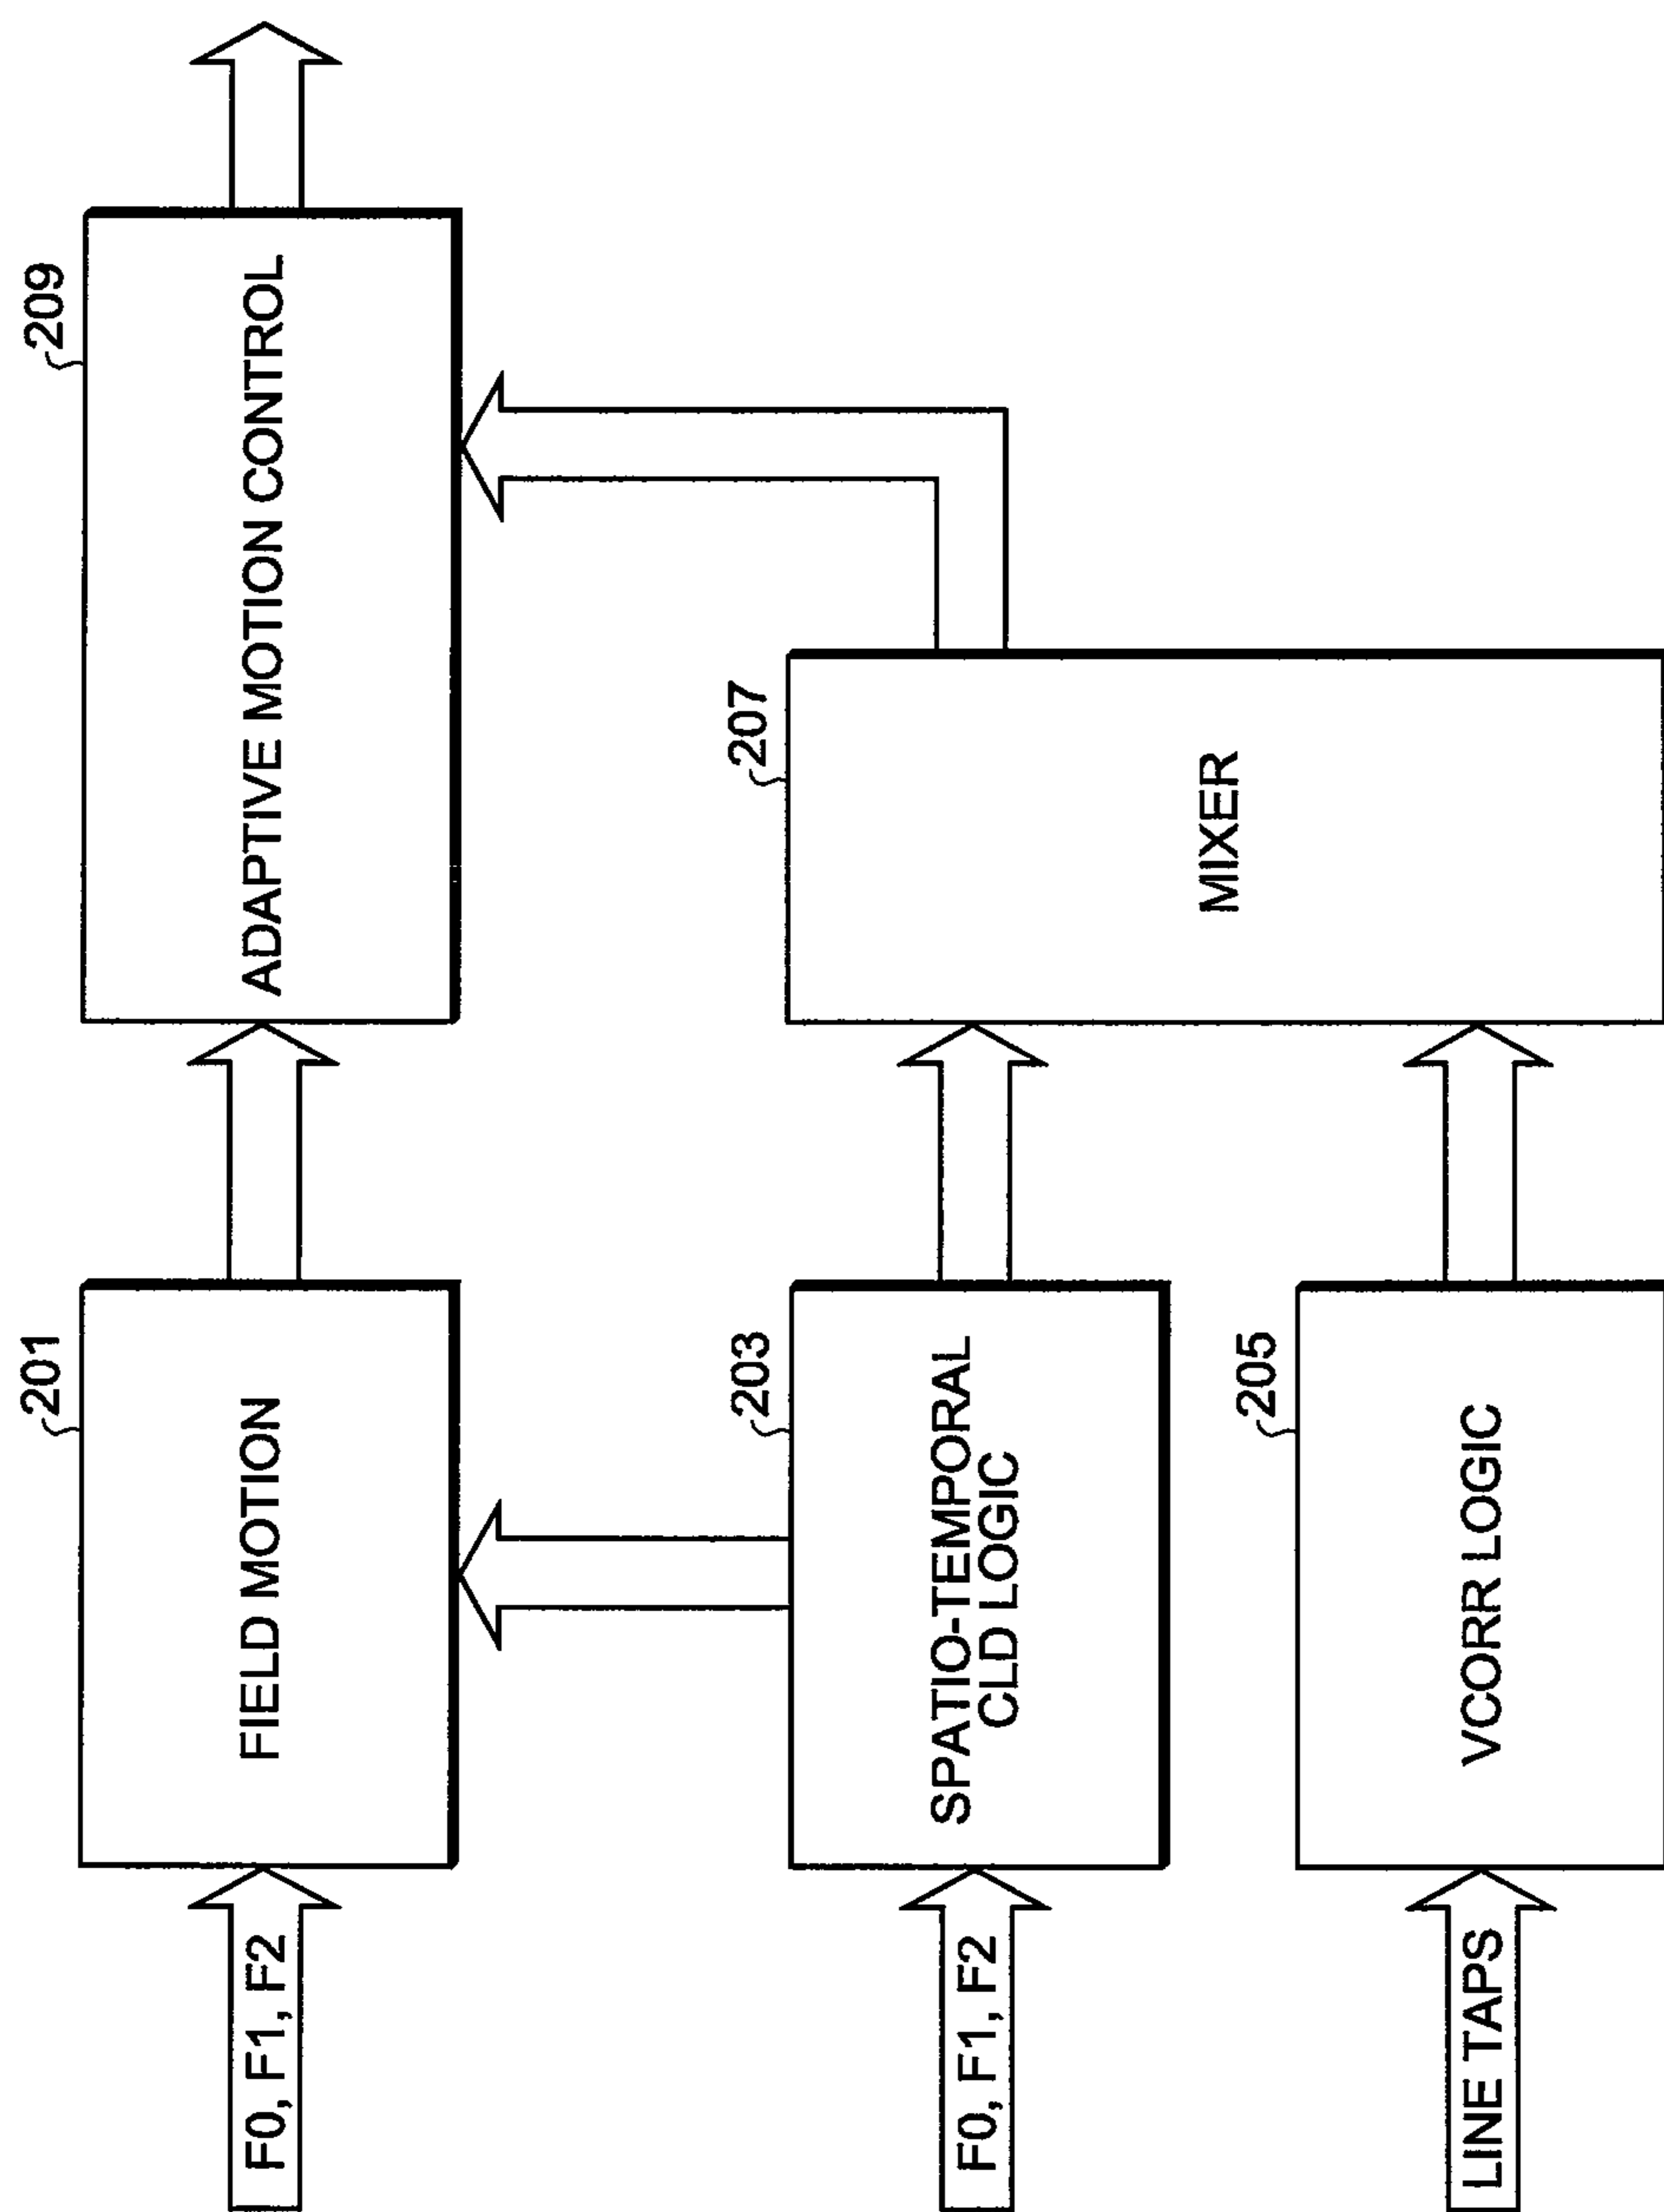 F0, F1, F2
201
FIELD MOTION
209
ADAPTIVE MOTION CONTROL
F0, F1, F2
203
SPATIO-TEMPORAL
CLD LOGIC
207
MIXER
LINE TAPS
205
VCORR LOGIC